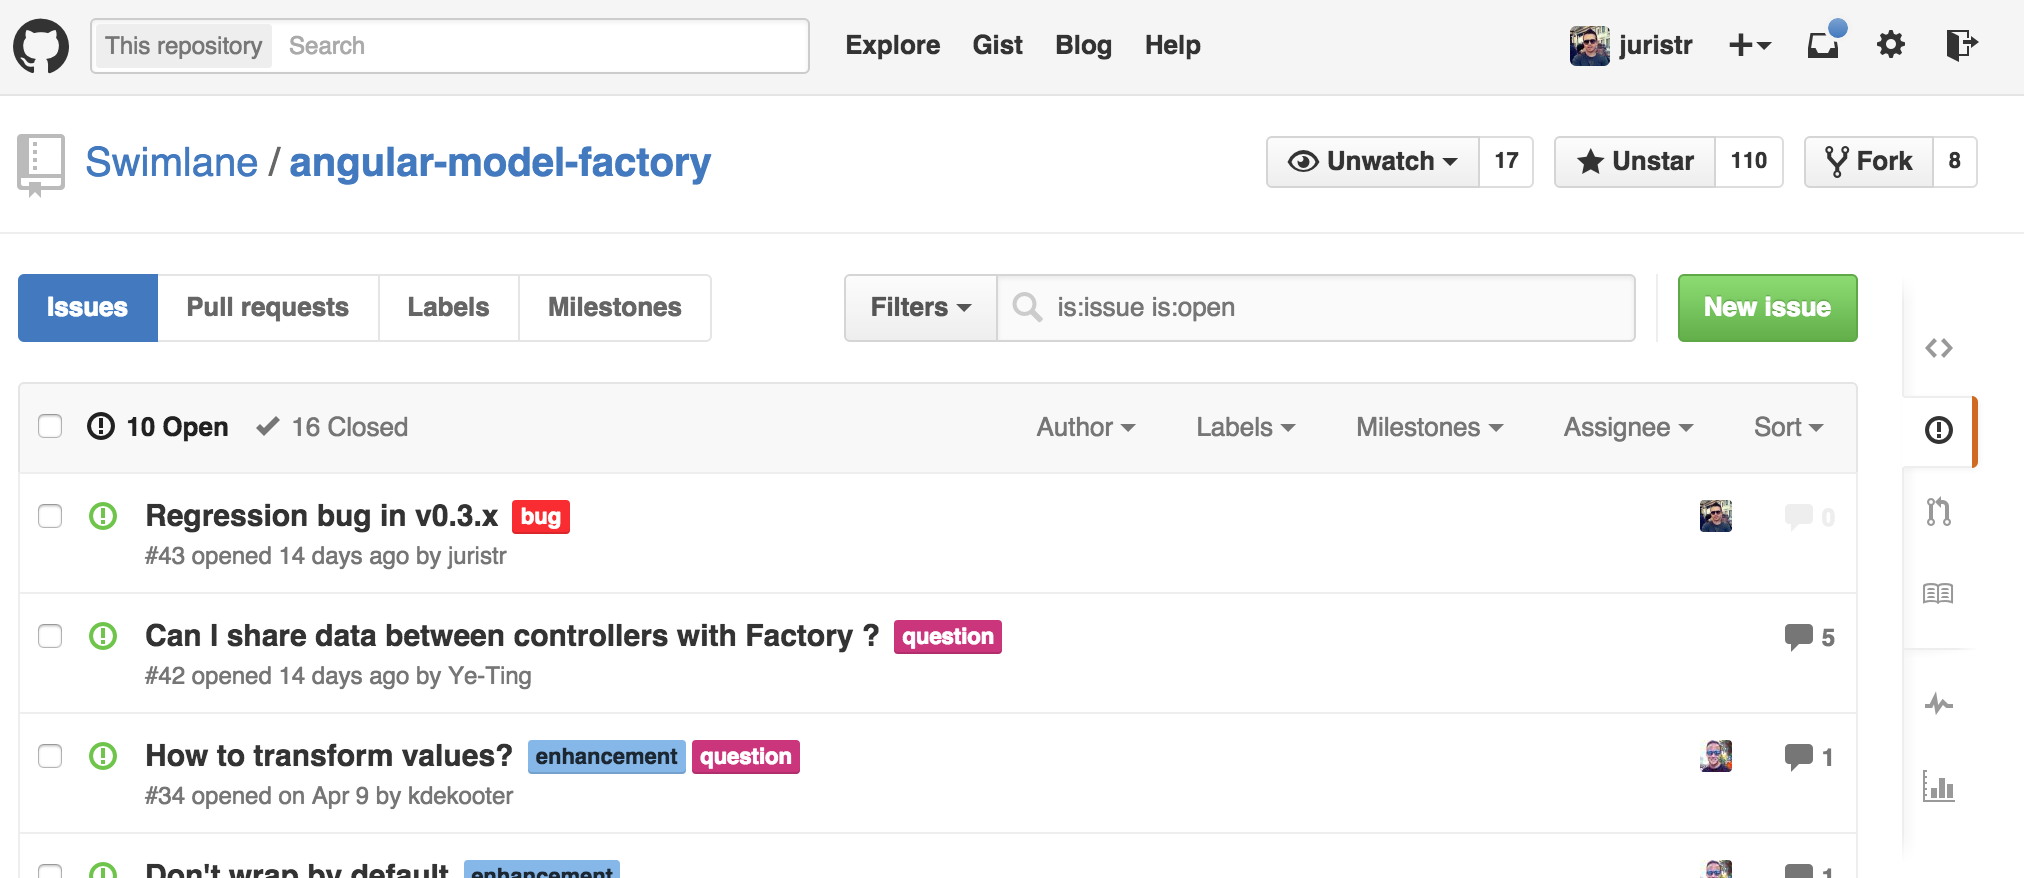 This repository Search Explore Gist Blog Help juristr
Swimlane / angular-model-factory Unwatch 17 Unstar 110 Fork 8
Issues Pull requests Labels Milestones Filters is:issue is:open New issue
10 Open 16 Closed Author Labels Milestones Assignee Sort
Regression bug in v0.3.x bug 0
#43 opened 14 days ago by juristr
Can I share data between controllers with Factory ? question 5
#42 opened 14 days ago by Ye-Ting
How to transform values? enhancement question 1
#34 opened on Apr 9 by kdekooter
Don't wrap by default enhancement 1